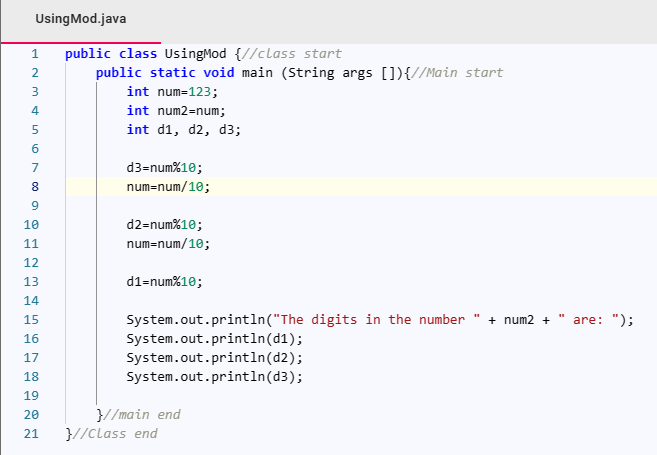 UsingMod.java
1 public class UsingMod {//class start
2 public static void main (String args []){//Main start
3 int num=123;
4 int num2=num;
5 int d1, d2, d3;
6
7 d3=num%10;
8 num=num/10;
9
10 d2=num%10;
11 num=num/10;
12
13 d1=num%10;
14
15 System.out.println("The digits in the number " + num2 + " are: ");
16 System.out.println(d1);
17 System.out.println(d2);
18 System.out.println(d3);
19
20 }//main end
21 }//Class end